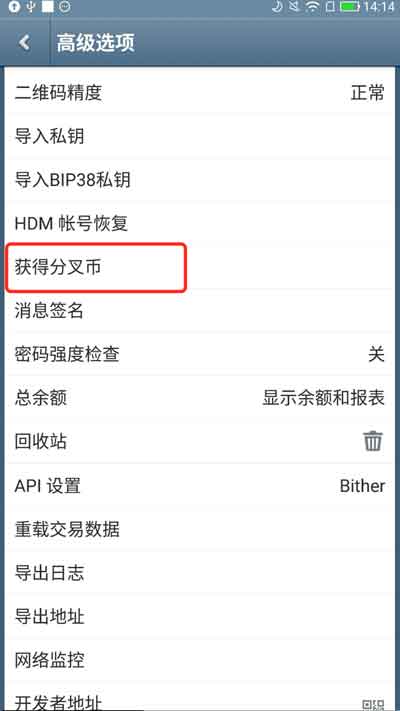 14:14
高级选项
二维码精度 正常
导入私钥
导入BIP38私钥
HDM 帐号恢复
获得分叉币
消息签名
密码强度检查 关
总余额 显示余额和报表
回收站
API 设置 Bither
重载交易数据
导出日志
导出地址
网络监控
开发者地址